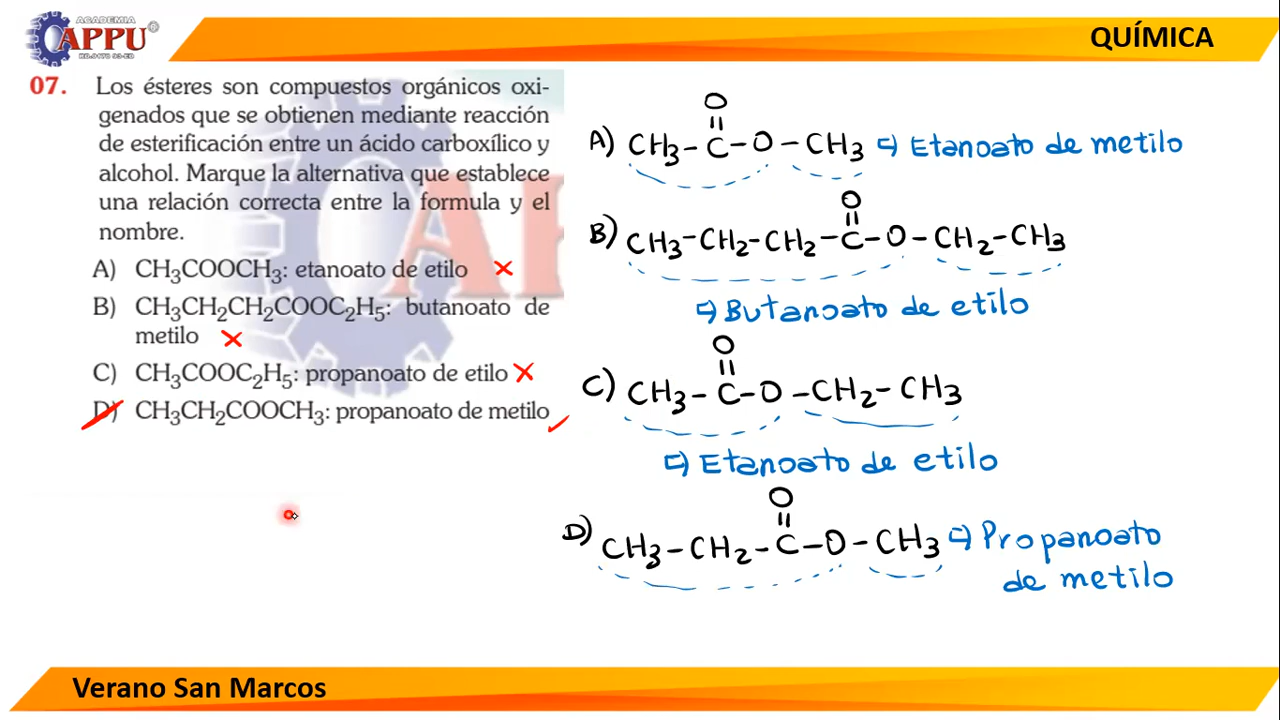 ACADEMIA
APPU
QUÍMICA
07. Los ésteres son compuestos orgánicos oxi-
genados que se obtienen mediante reacción
de esterificación entre un ácido carboxílico y
alcohol. Marque la alternativa que establece
una relación correcta entre la formula y el
nombre.
A) CH₃COOCH₃: etanoato de etilo
B) CH₃CH₂CH₂COOC₂H₅: butanoato de
metilo
C) CH₃COOC₂H₅: propanoato de etilo
D) CH₃CH₂COOCH₃: propanoato de metilo
O
A) CH₃-C-O-CH₃ ⇒ Etanoato de metilo
O
B) CH₃-CH₂-CH₂-C-O-CH₂-CH₃
⇒ Butanoato de etilo
O
C) CH₃-C-O-CH₂-CH₃
⇒ Etanoato de etilo
O
D) CH₃-CH₂-C-O-CH₃ ⇒ Propanoato
de metilo
Verano San Marcos